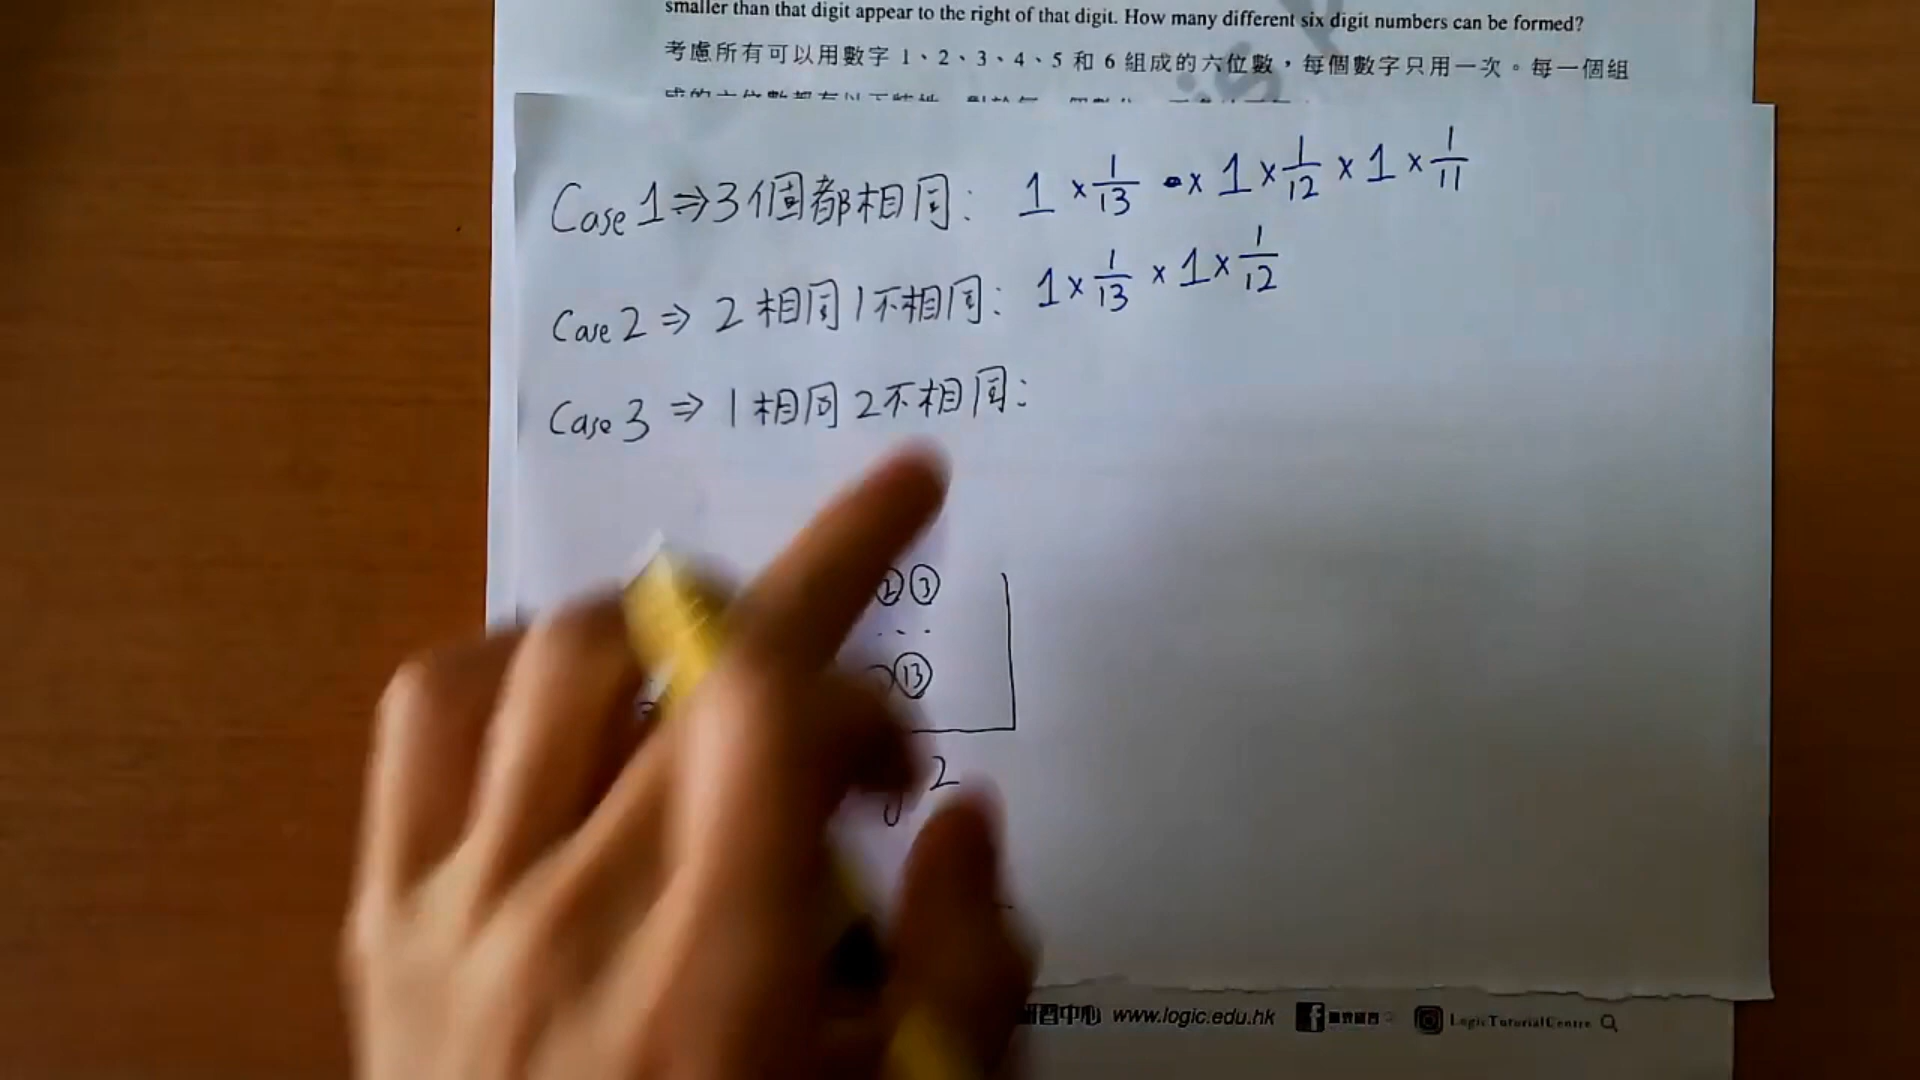 smaller than that digit appear to the right of that digit. How many different six digit numbers can be formed?
考慮所有可以用數字 1、2、3、4、5 和 6 組成的六位數，每個數字只用一次。每一個組
Case 1 ⇒ 3個都相同: 1 × 1/13 × 1 × 1/12 × 1 × 1/11
Case 2 ⇒ 2 相同 1 不相同: 1 × 1/13 × 1 × 1/12
Case 3 ⇒ 1 相同 2 不相同:
② ③
...
⑬
2
習中心 www.logic.edu.hk LogicTutorialCentre